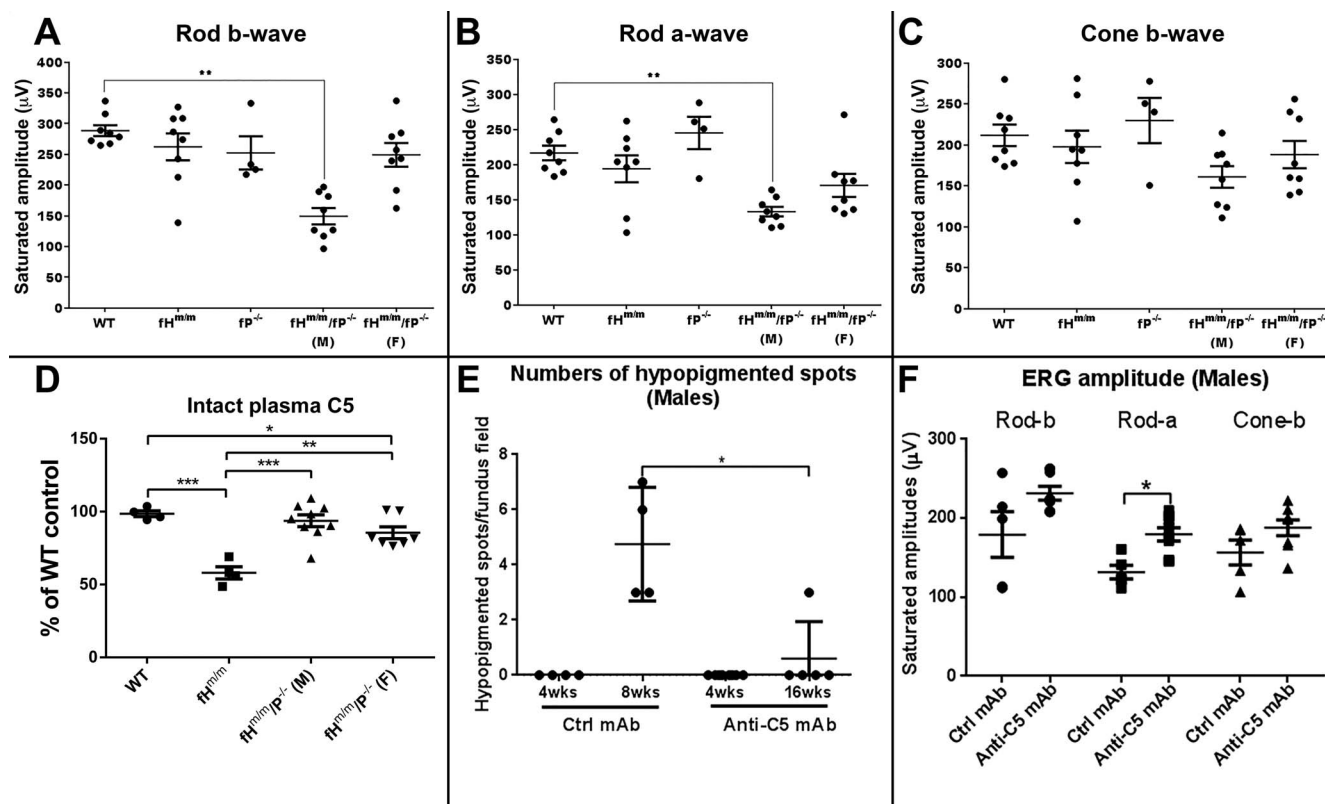 A
Rod b-wave
Saturated amplitude (μV)
400
350
300
250
200
150
100
50
0
**
WT
fH^m/m
fP^-/-
fH^m/m/fP^-/-
(M)
fH^m/m/fP^-/-
(F)
B
Rod a-wave
Saturated amplitude (μV)
350
300
250
200
150
100
50
0
**
WT
fH^m/m
fP^-/-
fH^m/m/fP^-/-
(M)
fH^m/m/fP^-/-
(F)
C
Cone b-wave
Saturated amplitude (μV)
300
250
200
150
100
50
0
WT
fH^m/m
fP^-/-
fH^m/m/fP^-/-
(M)
fH^m/m/fP^-/-
(F)
D
Intact plasma C5
% of WT control
150
100
50
0
*
**
***
***
WT
fH^m/m
fH^m/m/P^-/- (M)
fH^m/m/P^-/- (F)
E
Numbers of hypopigmented spots
(Males)
Hypopigmented spots/fundus field
8
6
4
2
0
*
4wks 8wks 4wks 16wks
Ctrl mAb Anti-C5 mAb
F
ERG amplitude (Males)
Rod-b Rod-a Cone-b
Saturated amplitudes (μV)
300
200
100
0
*
Ctrl mAb
Anti-C5 mAb
Ctrl mAb
Anti-C5 mAb
Ctrl mAb
Anti-C5 mAb